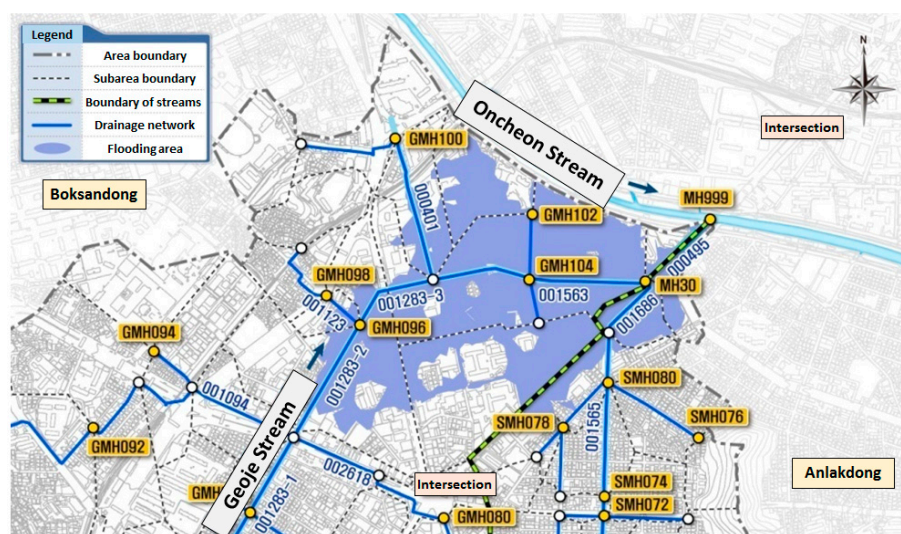 Legend
Area boundary
Subarea boundary
Boundary of streams
Drainage network
Flooding area
N
Intersection
Oncheon Stream
Boksandong
GMH100
000401
GMH102
MH999
000495
GMH098
GMH104
MH30
001283-3
001563
001123
GMH096
001686
GMH094
001283-2
001094
SMH080
SMH076
SMH078
001565
GMH092
Geoje Stream
002618
Intersection
Anlakdong
SMH074
SMH072
GMH080
001283-1